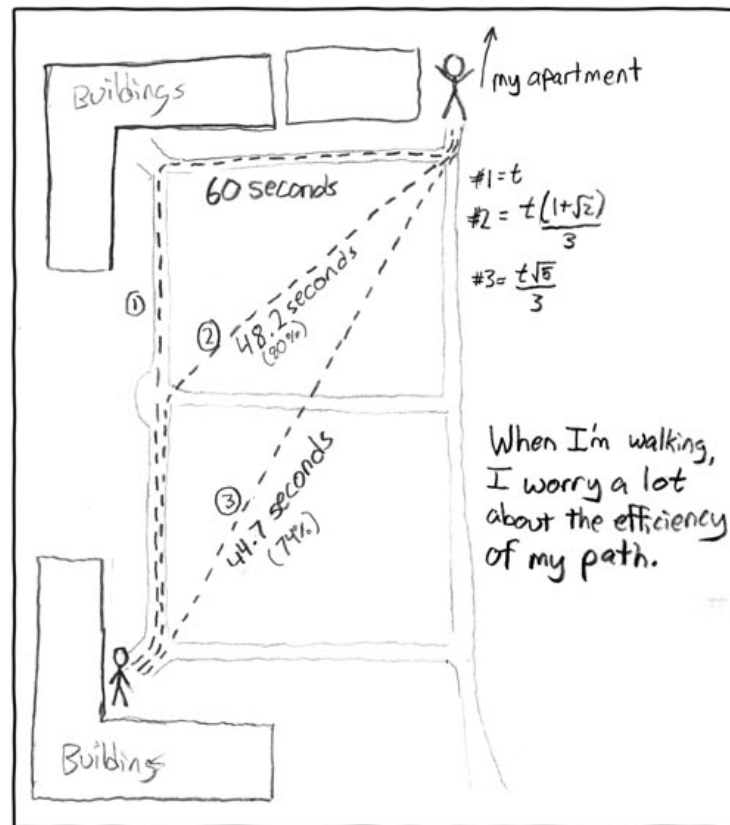 Buildings
my apartment
60 seconds
#1 = t
#2 = t(1+√2)/3
#3 = t√5/3
①
②
48.2 seconds
(80%)
③
44.7 seconds
(74%)
When I'm walking,
I worry a lot
about the efficiency
of my path.
Buildings